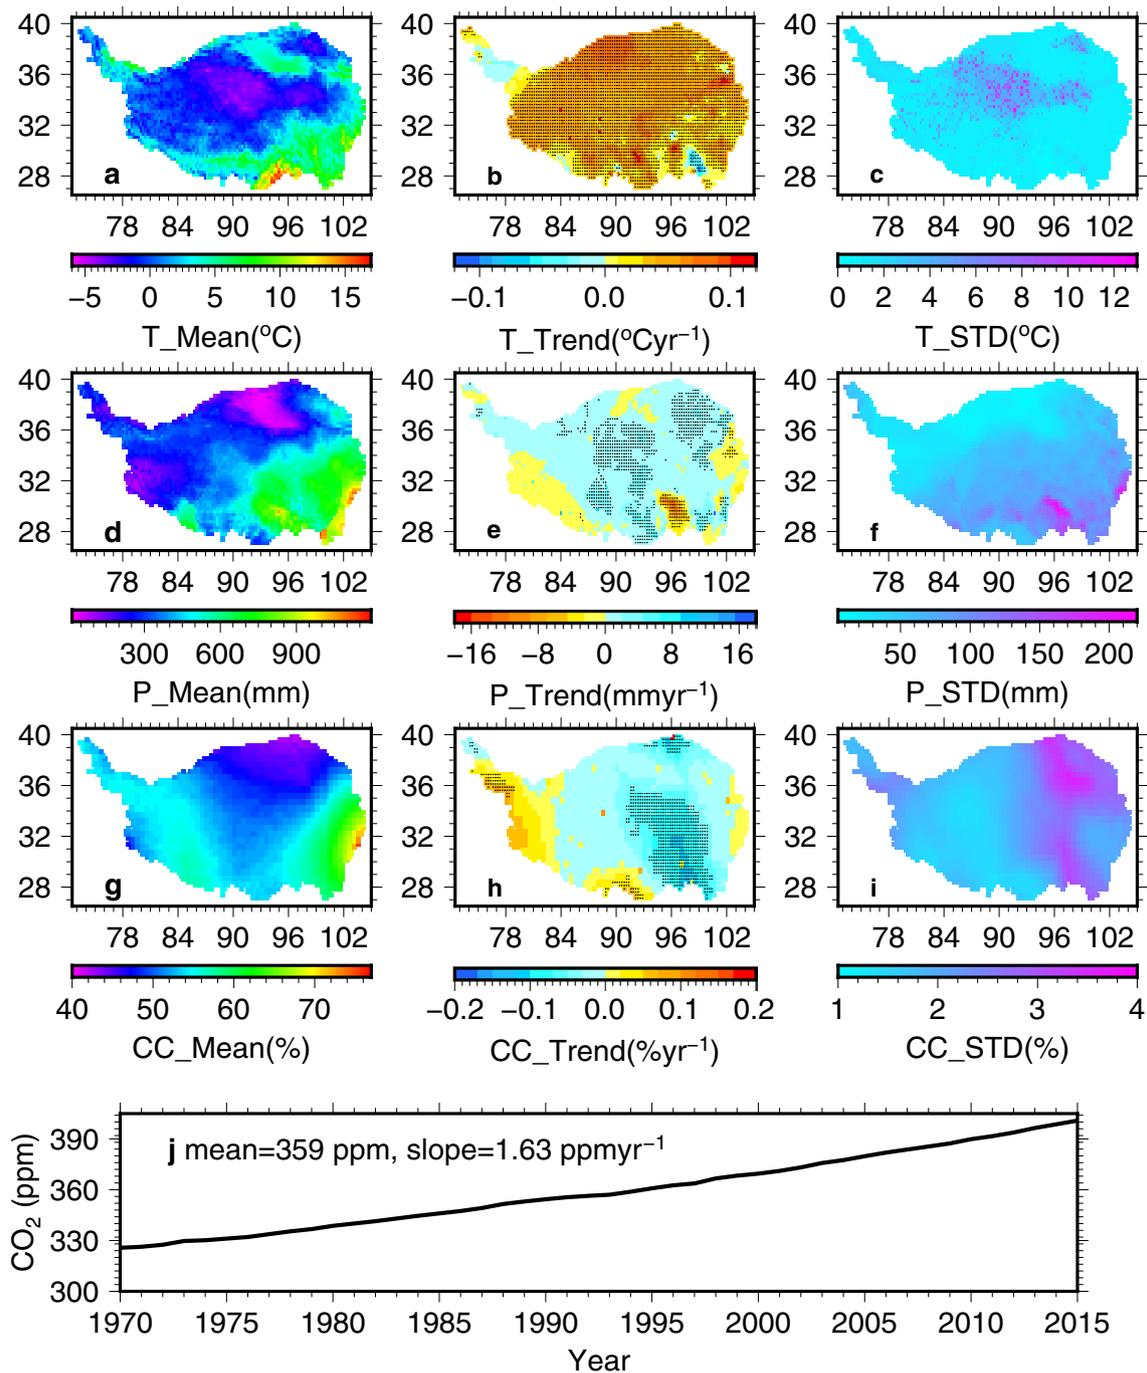 40
36
32
28
a
78 84 90 96 102
−5 0 5 10 15
T_Mean(ºC)
40
36
32
28
b
78 84 90 96 102
−0.1 0.0 0.1
T_Trend(ºCyr⁻¹)
40
36
32
28
c
78 84 90 96 102
0 2 4 6 8 10 12
T_STD(ºC)
40
36
32
28
d
78 84 90 96 102
300 600 900
P_Mean(mm)
40
36
32
28
e
78 84 90 96 102
−16 −8 0 8 16
P_Trend(mmyr⁻¹)
40
36
32
28
f
78 84 90 96 102
50 100 150 200
P_STD(mm)
40
36
32
28
g
78 84 90 96 102
40 50 60 70
CC_Mean(%)
40
36
32
28
h
78 84 90 96 102
−0.2 −0.1 0.0 0.1 0.2
CC_Trend(%yr⁻¹)
40
36
32
28
i
78 84 90 96 102
1 2 3 4
CC_STD(%)
CO₂ (ppm)
390
360
330
300
j mean=359 ppm, slope=1.63 ppmyr⁻¹
1970 1975 1980 1985 1990 1995 2000 2005 2010 2015
Year